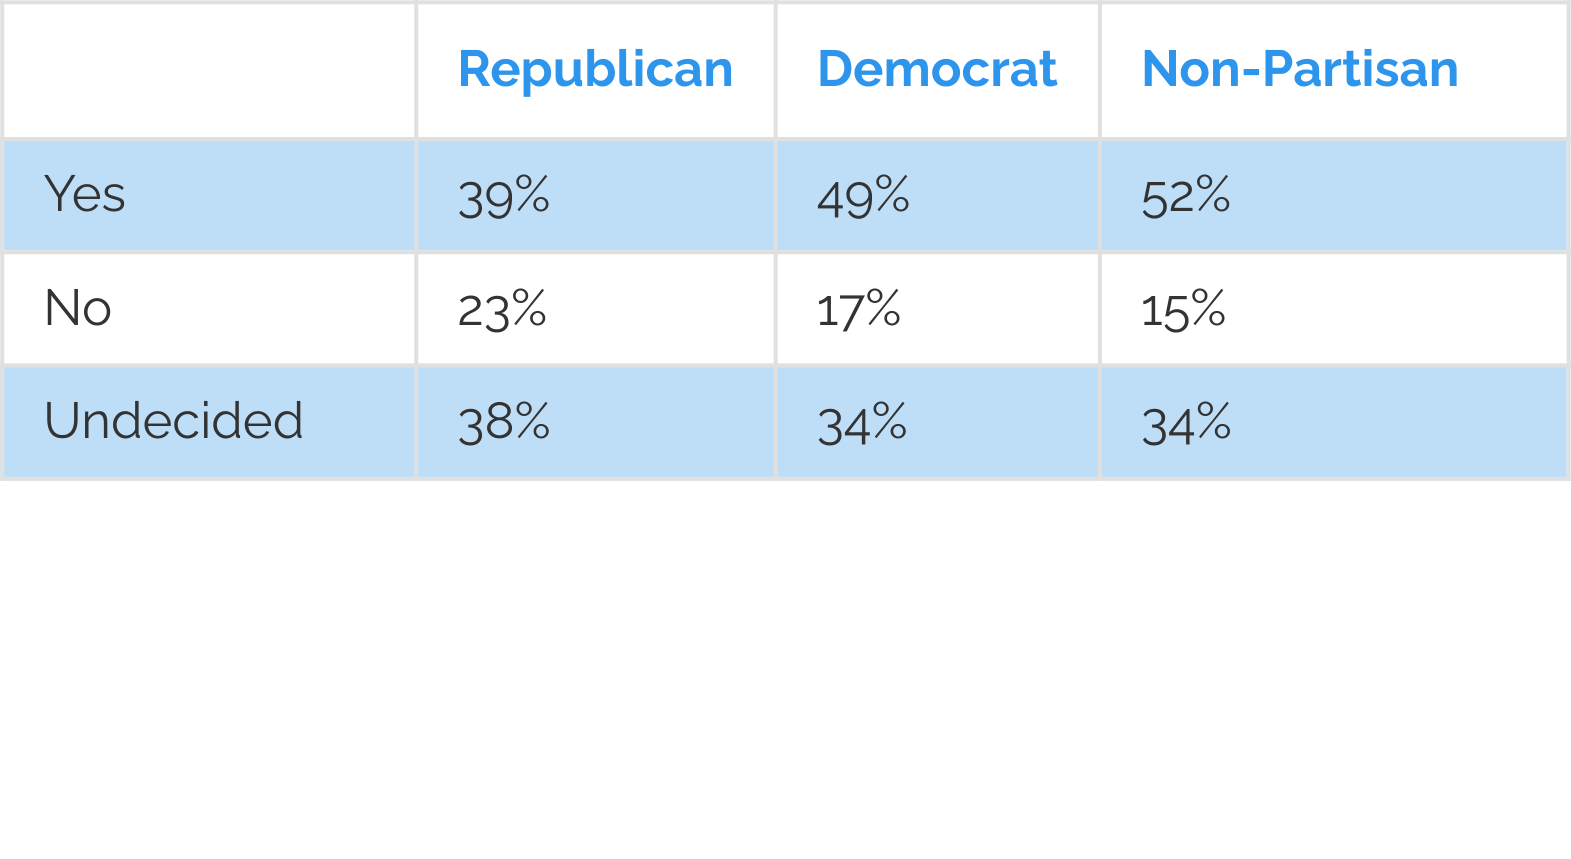 Republican Democrat Non-Partisan
Yes 39% 49% 52%
No 23% 17% 15%
Undecided 38% 34% 34%